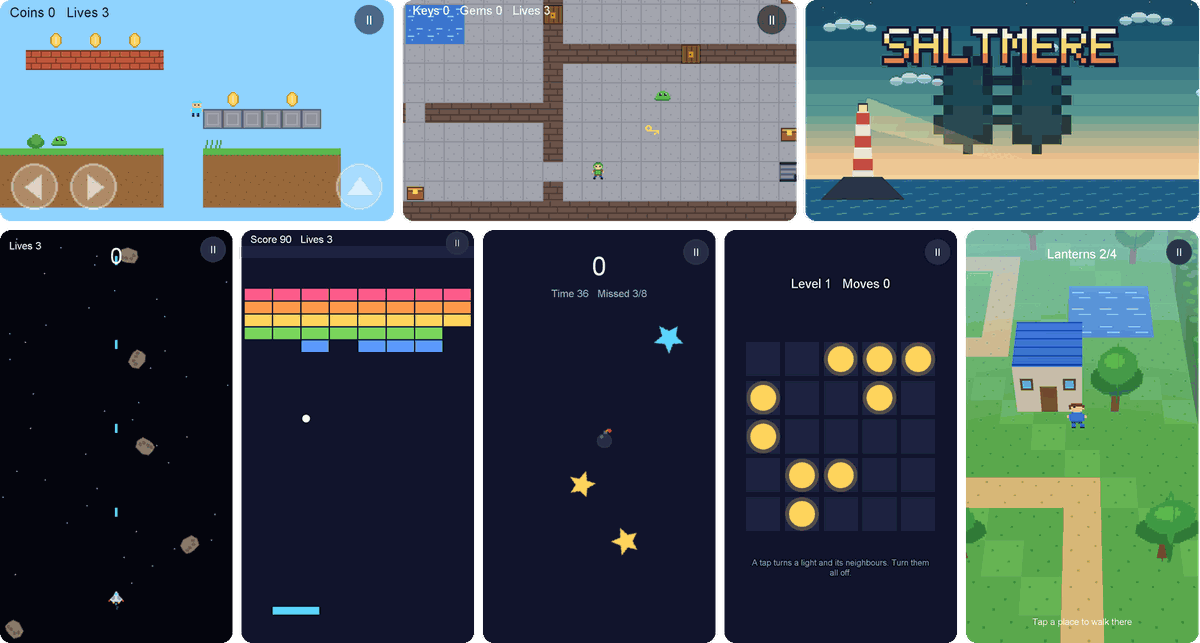 Coins 0 Lives 3
Keys 0 Gems 0 Lives 3
SALTMERE
Lives 3
0
Score 90 Lives 3
0
Time 36 Missed 3/8
Level 1 Moves 0
A tap turns a light and its neighbours. Turn them
all off.
Lanterns 2/4
Tap a place to walk there